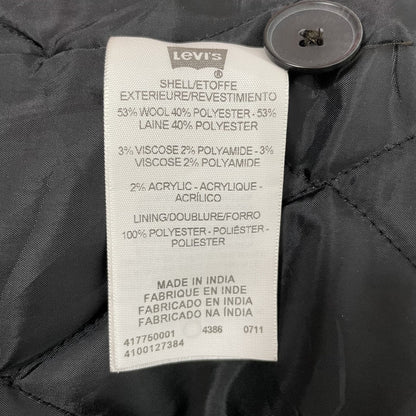 Levi's
®
SHELL/ETOFFE
EXTERIEURE/REVESTIMIENTO
53% WOOL 40% POLYESTER - 53%
LAINE 40% POLYESTER
3% VISCOSE 2% POLYAMIDE - 3%
VISCOSE 2% POLYAMIDE
2% ACRYLIC - ACRYLIQUE -
ACRÍLICO
LINING/DOUBLURE/FORRO
100% POLYESTER - POLIÉSTER -
POLIESTER
MADE IN INDIA
FABRIQUE EN INDE
FABRICADO EN INDIA
FABRICADO NA ÍNDIA
417750001 4386 0711
4100127384